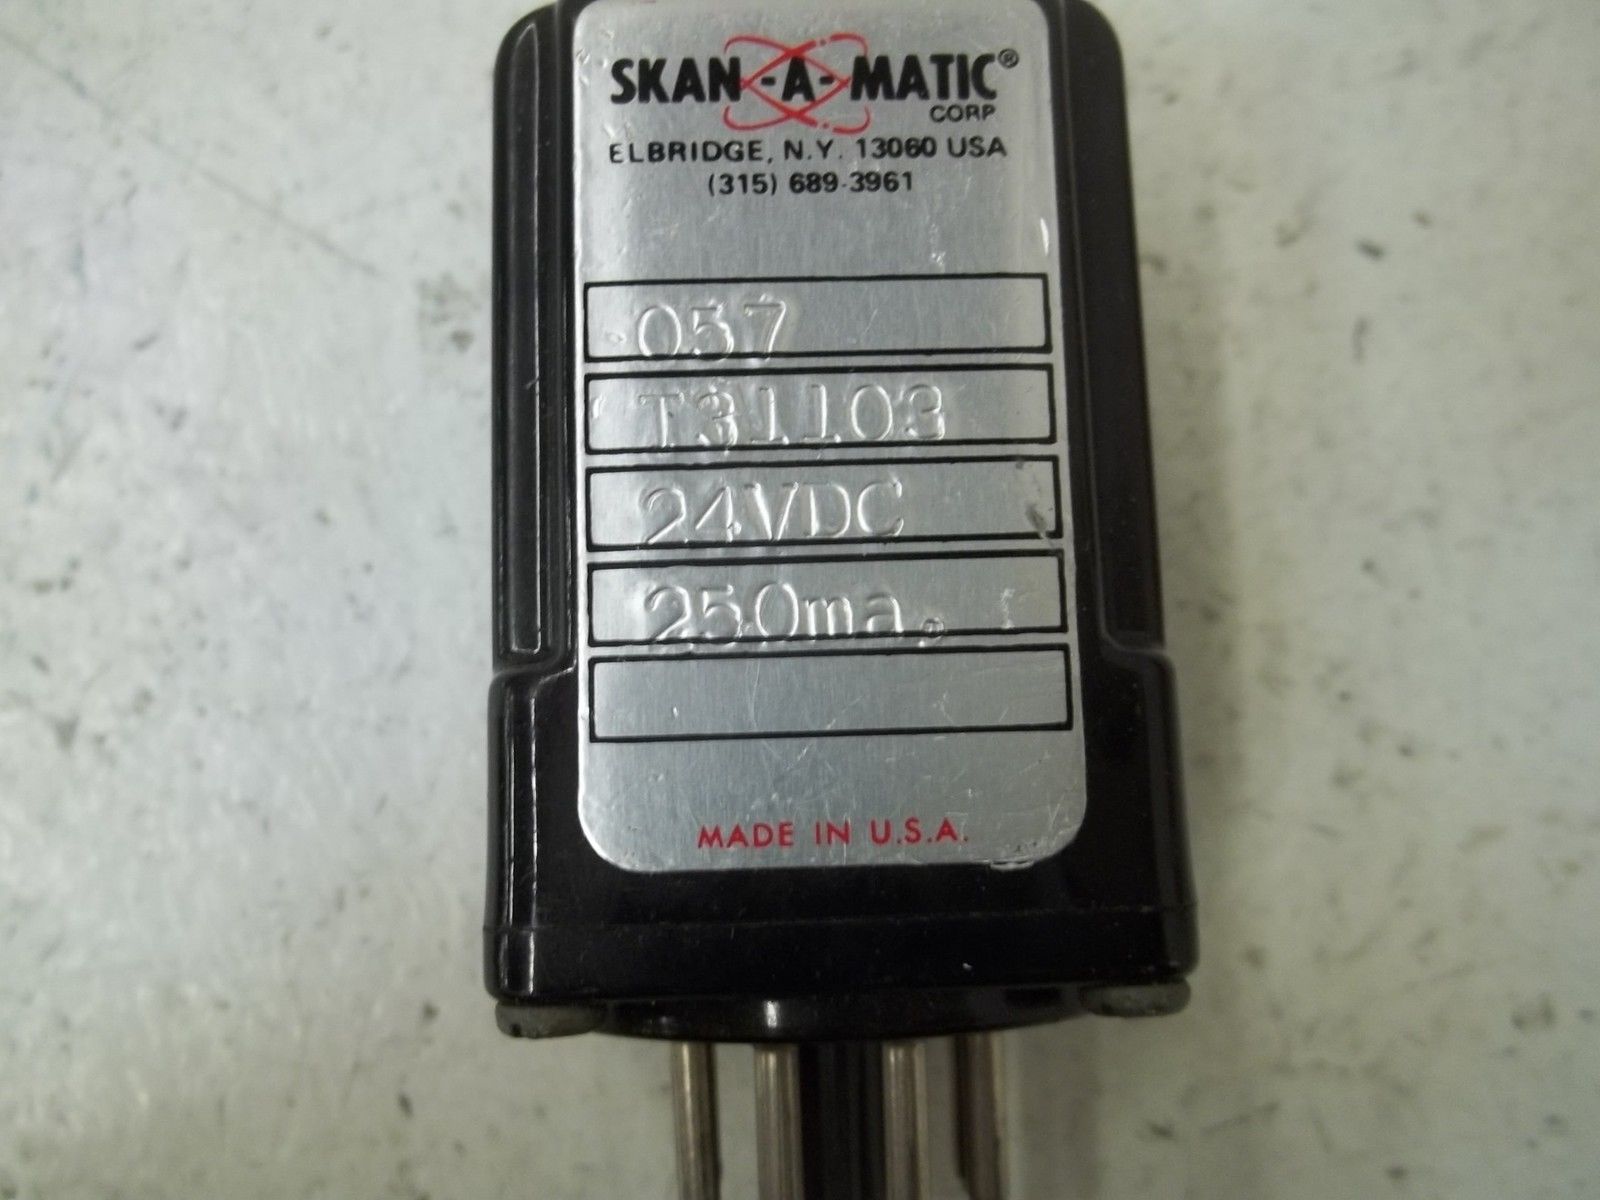 SKAN-A-MATIC®
CORP
ELBRIDGE, N.Y. 13060 USA
(315) 689-3961
057
T31103
24VDC
250ma.
MADE IN U.S.A.